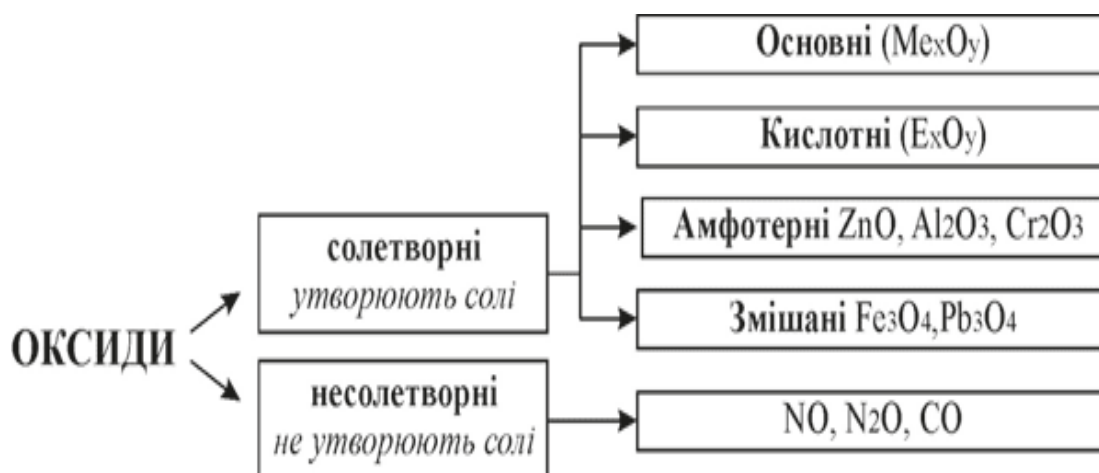 Основні (MexOy)
Кислотні (ExOy)
Амфотерні ZnO, Al2O3, Cr2O3
солетворні
утворюють солі
Змішані Fe3O4,Pb3O4
ОКСИДИ
несолетворні
не утворюють солі
NO, N2O, CO